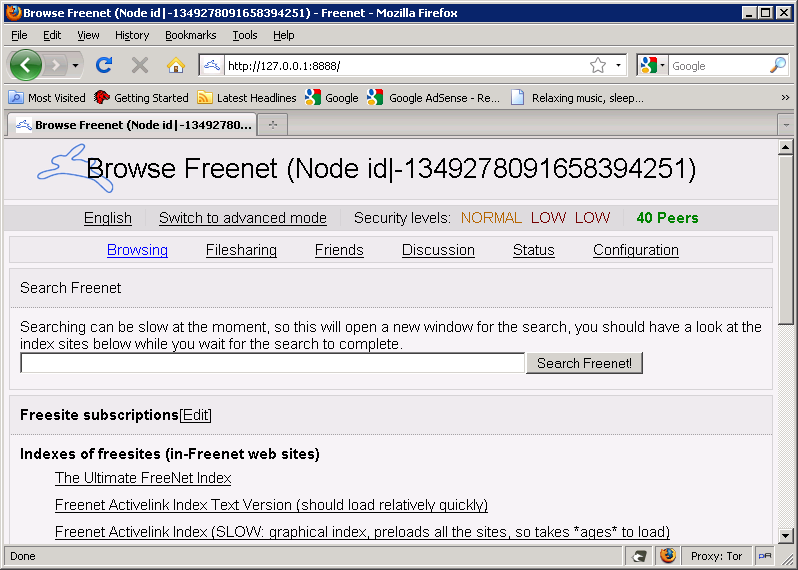 Browse Freenet (Node id|-1349278091658394251) - Freenet - Mozilla Firefox
File Edit View History Bookmarks Tools Help
http://127.0.0.1:8888/ Google
Most Visited Getting Started Latest Headlines Google Google AdSense - Re... Relaxing music, sleep... »
Browse Freenet (Node id|-13492780...
Browse Freenet (Node id|-1349278091658394251)
English Switch to advanced mode Security levels: NORMAL LOW LOW 40 Peers
Browsing Filesharing Friends Discussion Status Configuration
Search Freenet
Searching can be slow at the moment, so this will open a new window for the search, you should have a look at the
index sites below while you wait for the search to complete.
Search Freenet!
Freesite subscriptions[Edit]
Indexes of freesites (in-Freenet web sites)
The Ultimate FreeNet Index
Freenet Activelink Index Text Version (should load relatively quickly)
Freenet Activelink Index (SLOW: graphical index, preloads all the sites, so takes *ages* to load)
Done Proxy: Tor